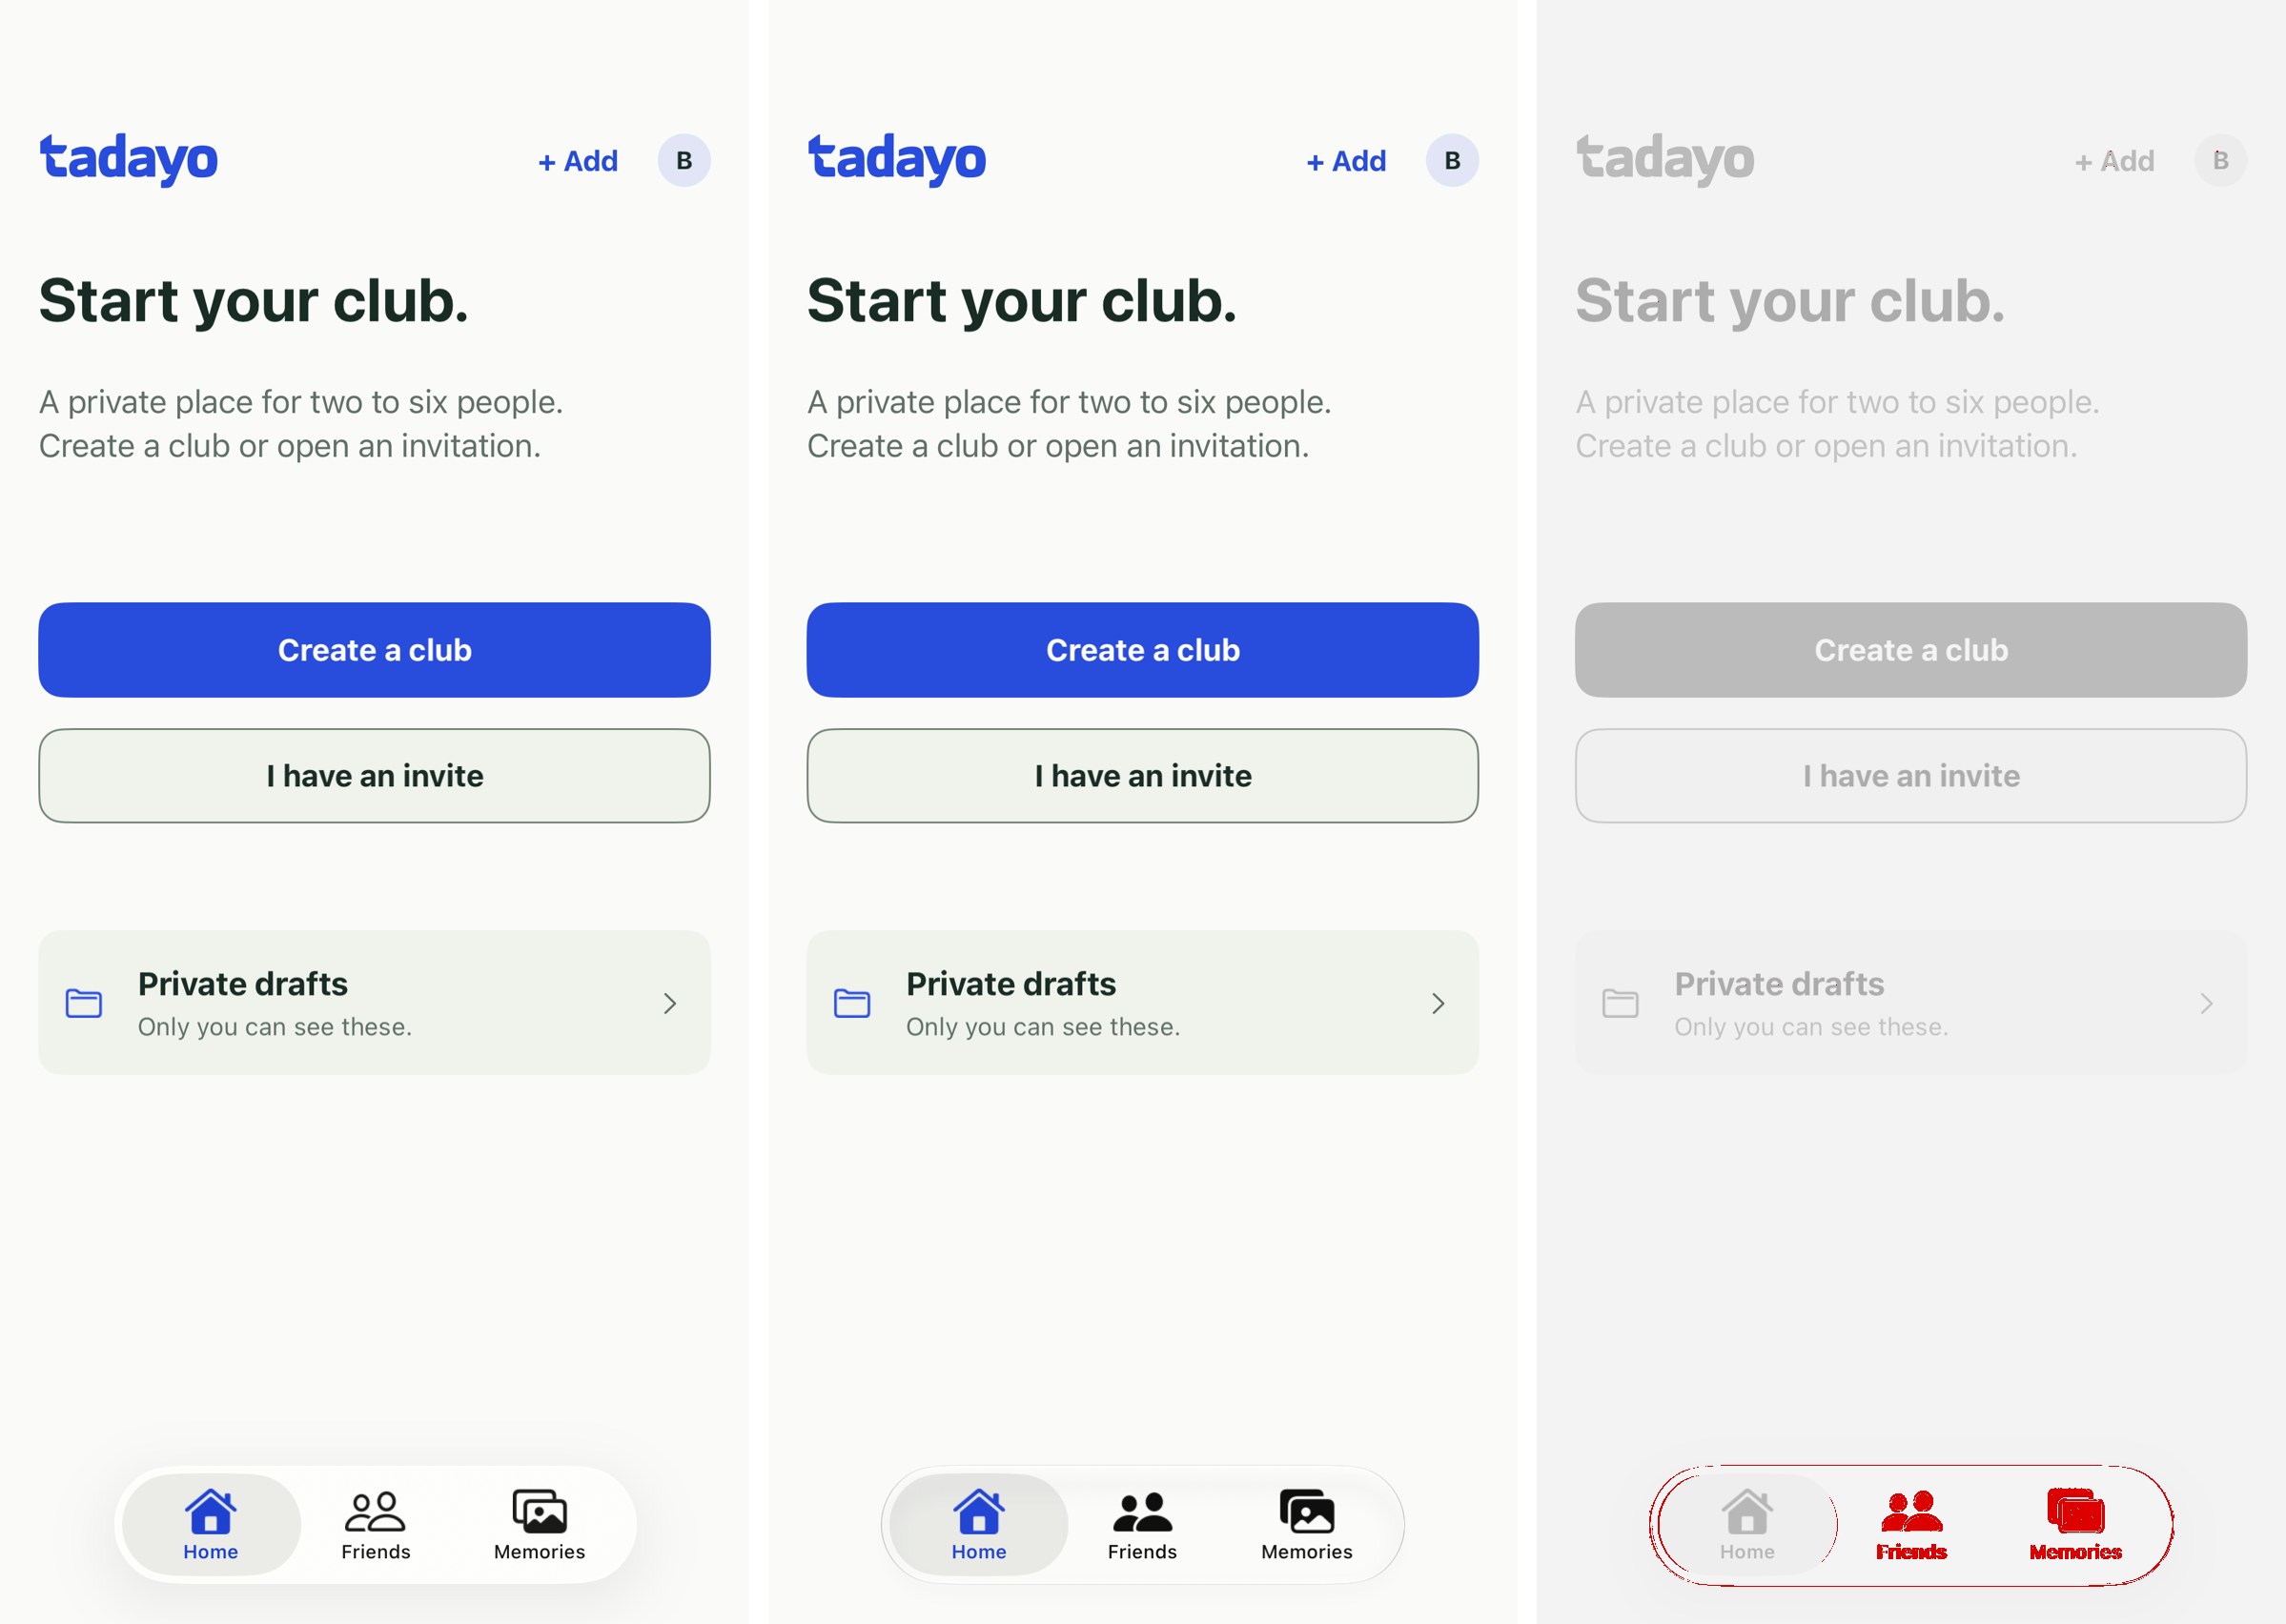 tadayo
+ Add
B
Start your club.
A private place for two to six people.
Create a club or open an invitation.
Create a club
I have an invite
Private drafts
Only you can see these.
Home
Friends
Memories
tadayo
+ Add
B
Start your club.
A private place for two to six people.
Create a club or open an invitation.
Create a club
I have an invite
Private drafts
Only you can see these.
Home
Friends
Memories
tadayo
+ Add
B
Start your club.
A private place for two to six people.
Create a club or open an invitation.
Create a club
I have an invite
Private drafts
Only you can see these.
Home
Friends
Memories